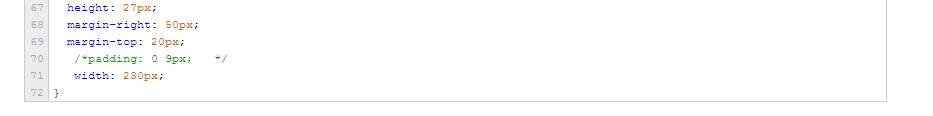 67 height: 27px;
68 margin-right: 50px;
69 margin-top: 20px;
70 /*padding: 0 9px;   */
71 width: 230px;
72 }